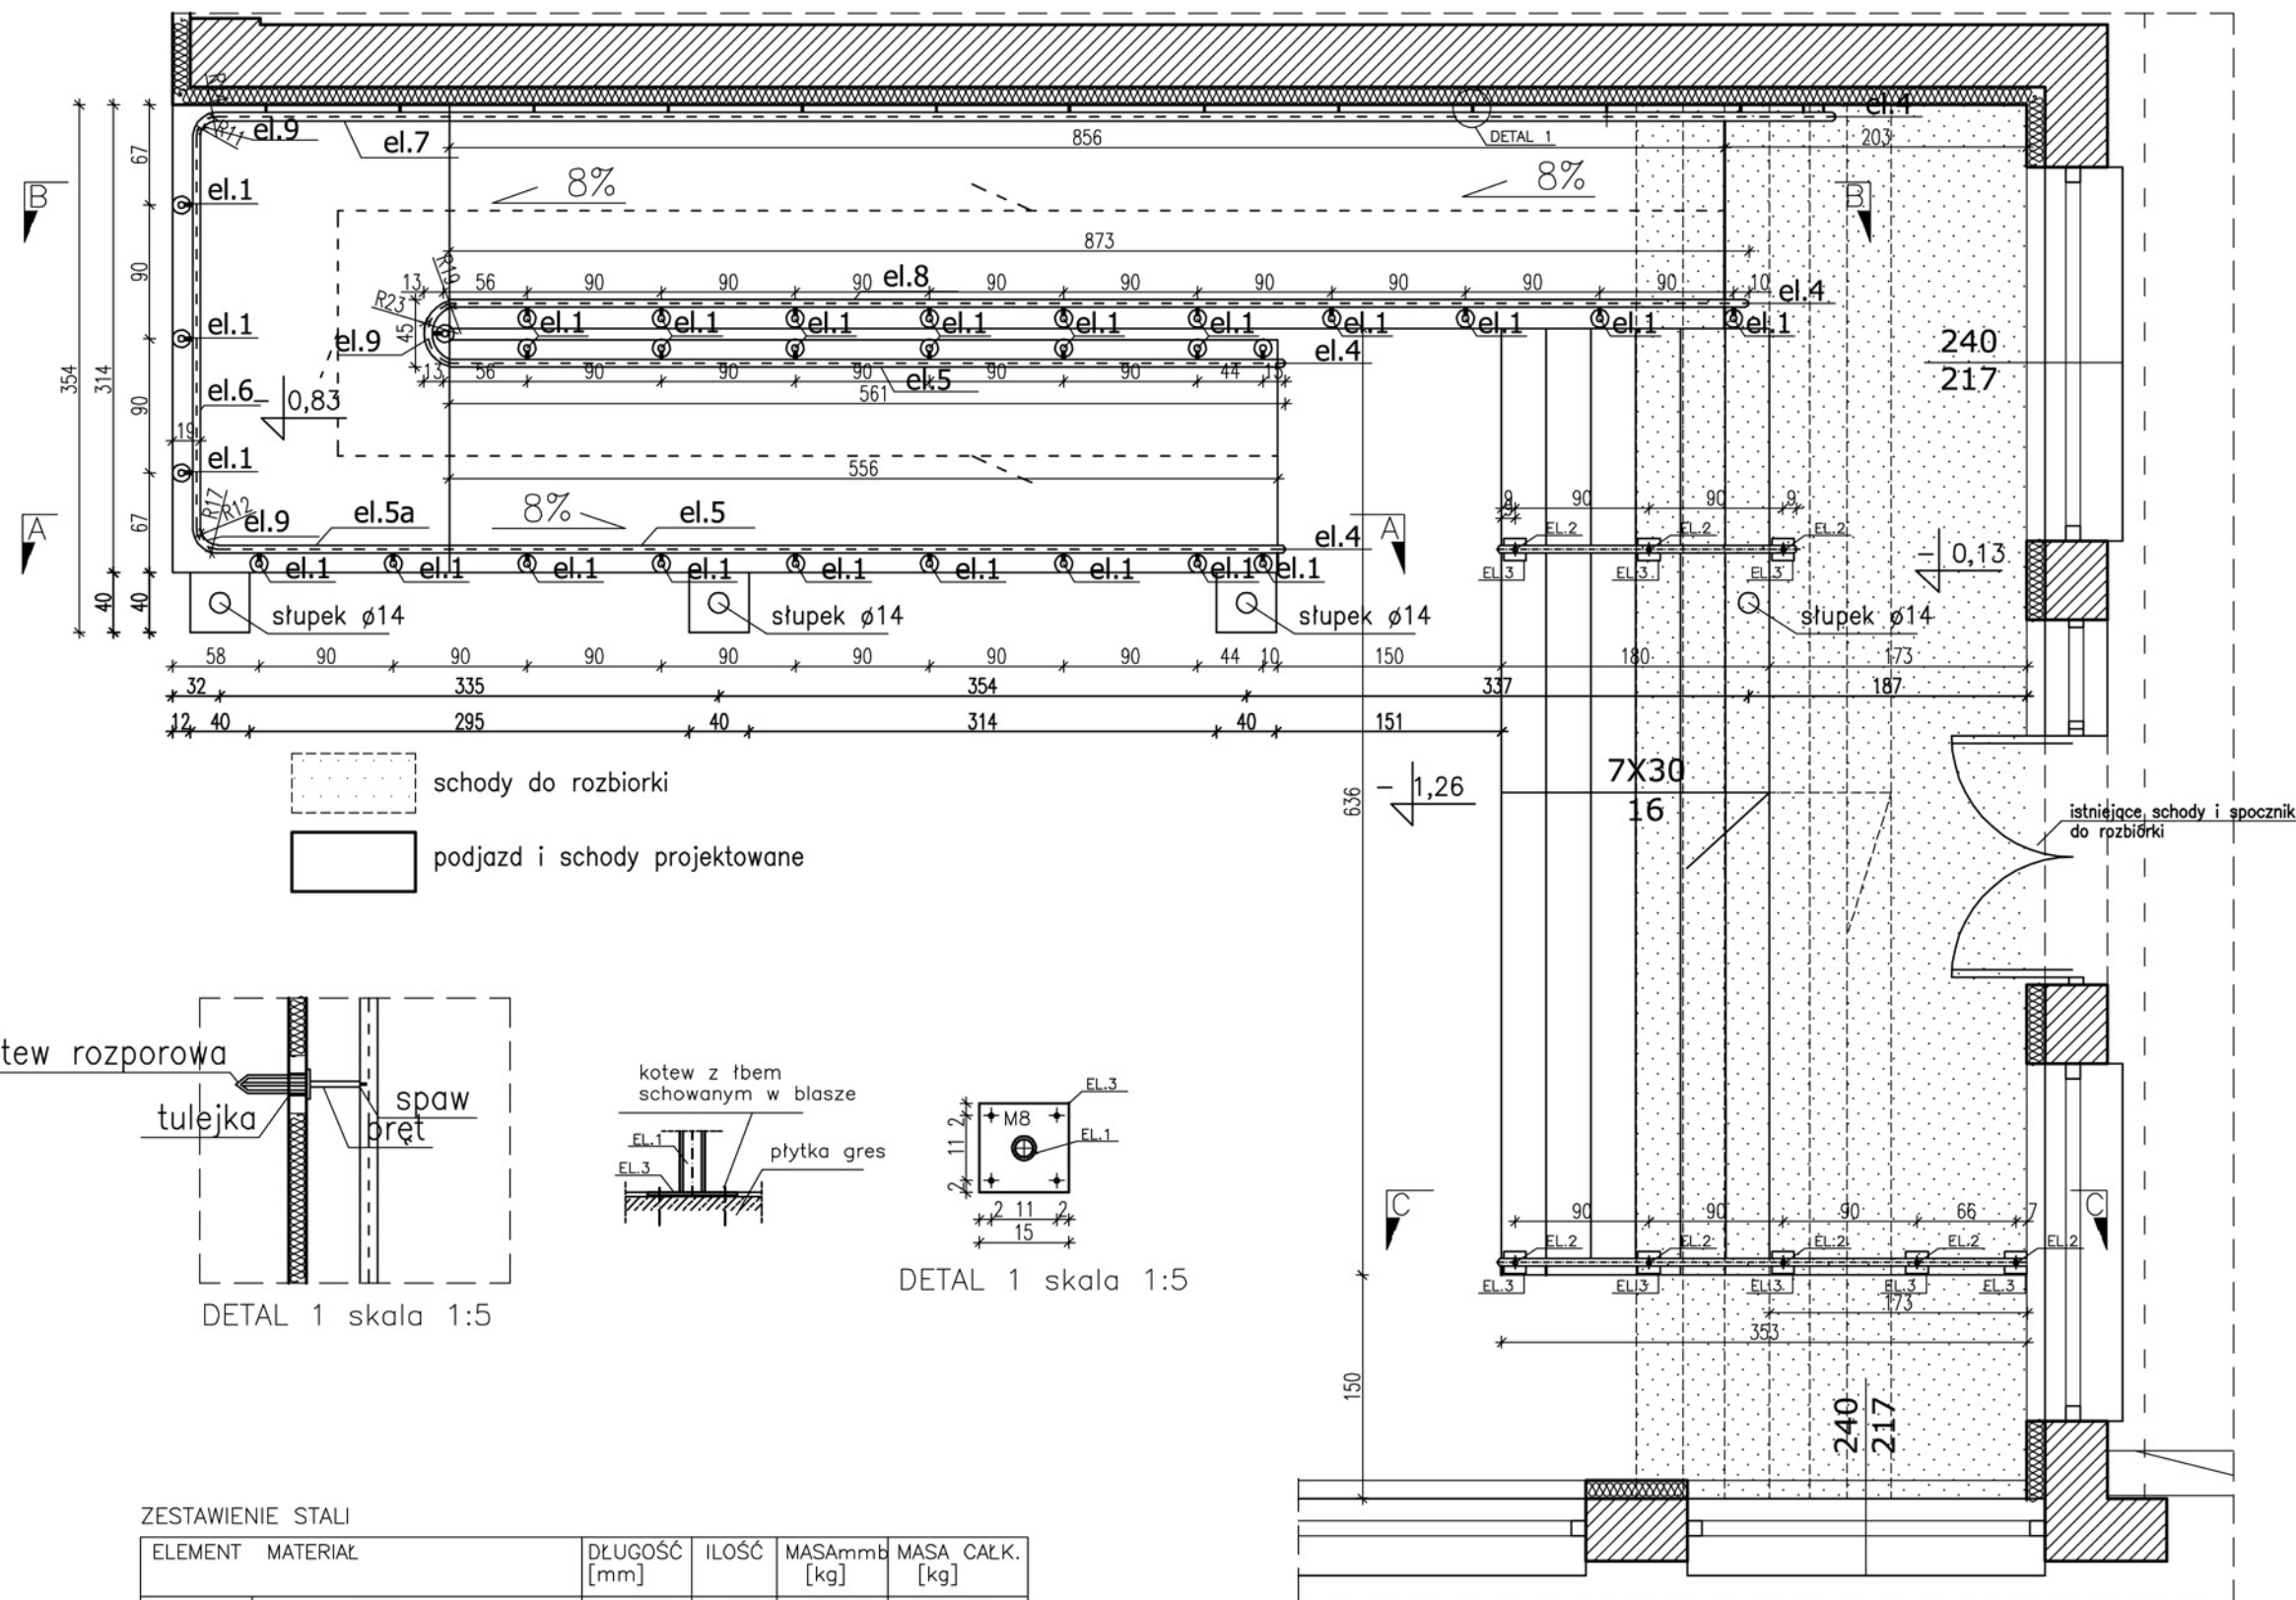 el.4
R11
el.9
el.7
856
DETAL 1
203
67
8%
8%
B
el.1
B
873
90
R19
13
56
90
90
90
el.8
90
90
90
90
90
90
10
el.4
R23
el.1
el.1
el.1
el.1
el.1
el.1
el.1
el.1
el.1
el.1
el.1
45
el.9
el.4
240
217
13
56
90
90
90
el.5
90
90
44
15
561
354
314
90
el.6
0,83
19
el.1
556
67
R17
R12
el.9
el.5a
8%
el.5
el.4
A
A
9
90
90
9
EL.2
EL.2
EL.2
- 0,13
el.1
el.1
el.1
el.1
el.1
el.1
el.1
el.1
el.1
EL.3
EL.3
EL.3
40
40
słupek ø14
słupek ø14
słupek ø14
słupek ø14
58
90
90
90
90
90
90
90
44
10
150
180
173
32
335
354
337
187
12
40
295
40
314
40
151
schody do rozbiorki
podjazd i schody projektowane
636
- 1,26
7X30
16
istniejące schody i spocznik
do rozbiórki
tew rozporowa
tulejka
spaw
pręt
DETAL 1 skala 1:5
kotew z łbem
schowanym w blasze
EL.1
EL.3
płytka gres
EL.3
M8
EL.1
2
11
2
2 11 2
15
DETAL 1 skala 1:5
C
C
90
90
90
66
7
EL.2
EL.2
EL.2
EL.2
EL.2
EL.3
EL.3
EL.3
EL.3
EL.3
173
353
150
240
217
ZESTAWIENIE STALI
ELEMENT
MATERIAŁ
DŁUGOŚĆ
[mm]
ILOŚĆ
MASAmmb
[kg]
MASA CAŁK.
[kg]